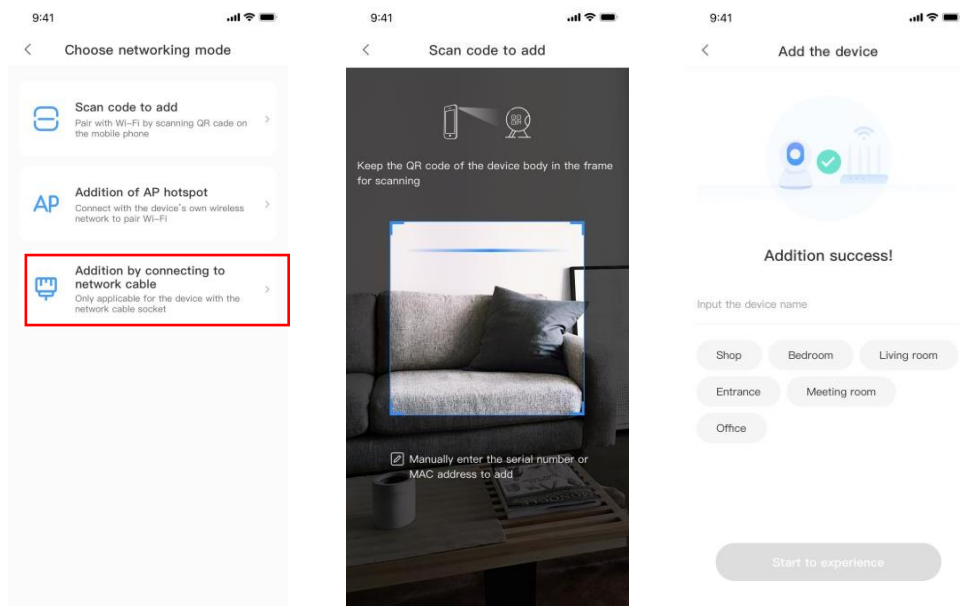 9:41
Choose networking mode
Scan code to add
Pair with Wi-Fi by scanning QR cade on
the mobile phone
AP
Addition of AP hotspot
Connect with the device's own wireless
network to pair Wi-Fi
Addition by connecting to
network cable
Only applicable for the device with the
network cable socket
9:41
Scan code to add
Keep the QR code of the device body in the frame
for scanning
Manually enter the serial number or
MAC address to add
9:41
Add the device
Addition success!
Input the device name
Shop
Bedroom
Living room
Entrance
Meeting room
Office
Start to experience